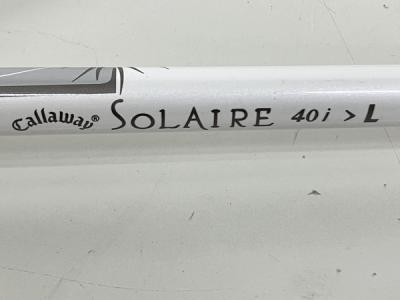 Callaway® SOLAIRE 40i > L